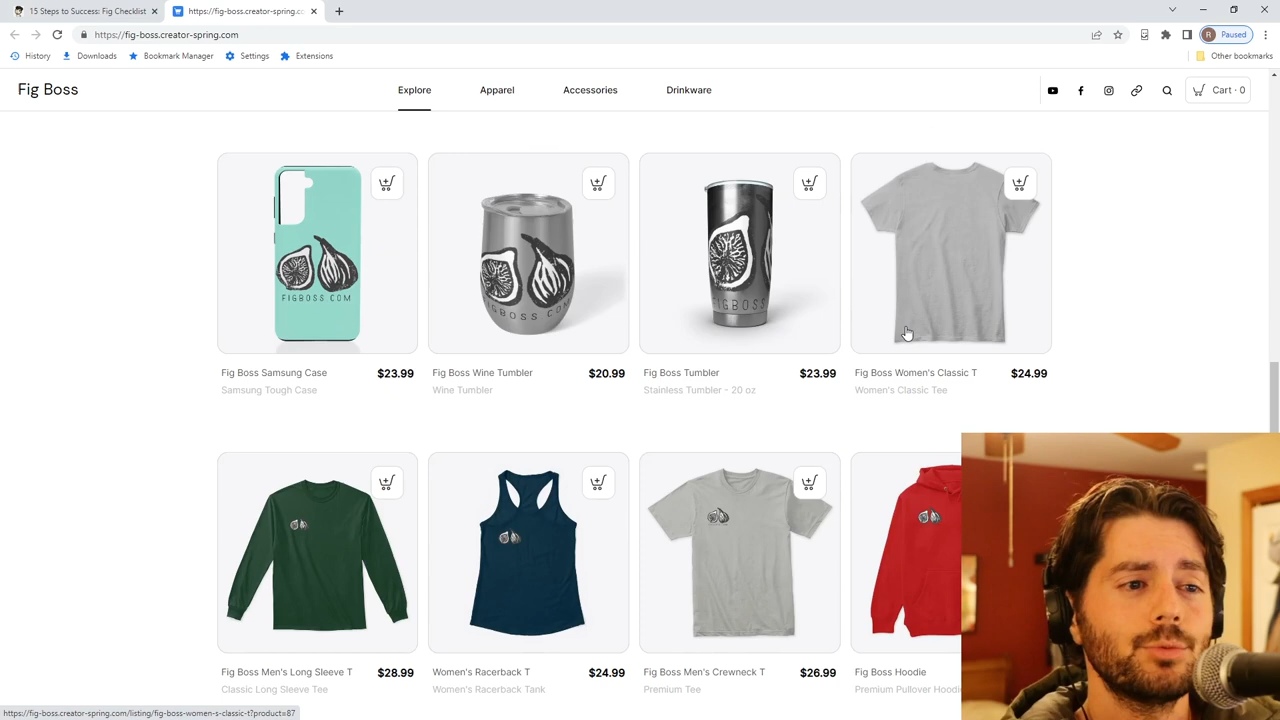 15 Steps to Success: Fig Checklist
https://fig-boss.creator-spring.co
https://fig-boss.creator-spring.com
Paused
History
Downloads
Bookmark Manager
Settings
Extensions
Other bookmarks
Fig Boss
Explore
Apparel
Accessories
Drinkware
Cart · 0
FIGBOSS COM
FIGBOSS COM
FIGBOSS
Fig Boss Samsung Case $23.99
Samsung Tough Case
Fig Boss Wine Tumbler $20.99
Wine Tumbler
Fig Boss Tumbler $23.99
Stainless Tumbler - 20 oz
Fig Boss Women's Classic T $24.99
Women's Classic Tee
Fig Boss Men's Long Sleeve T $28.99
Classic Long Sleeve Tee
Women's Racerback T $24.99
Women's Racerback Tank
Fig Boss Men's Crewneck T $26.99
Premium Tee
Fig Boss Hoodie
Premium Pullover Hoodie
https://fig-boss.creator-spring.com/listing/fig-boss-women-s-classic-t?product=87